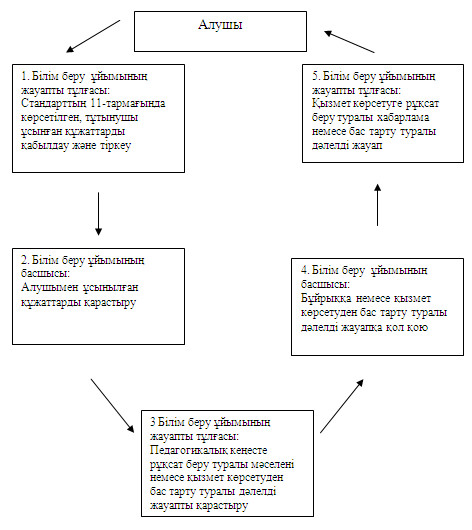 Алушы
1. Білім беру ұйымының
жауапты тұлғасы:
Стандарттың 11-тармағында
көрсетілген, тұтынушы
ұсынған құжаттарды
қабылдау және тіркеу
2. Білім беру ұйымының
басшысы:
Алушымен ұсынылған
құжаттарды қарастыру
3 Білім беру ұйымының
жауапты тұлғасы:
Педагогикалық кеңесте
рұқсат беру туралы мәселені
немесе қызмет көрсетуден
бас тарту туралы дәлелді
жауапты қарастыру
4. Білім беру ұйымының
басшысы:
Бұйрыққа немесе қызмет
көрсетуден бас тарту туралы
дәлелді жауапқа қол қою
5. Білім беру ұйымының
жауапты тұлғасы:
Қызмет көрсетуге рұқсат
беру туралы хабарлама
немесе бас тарту туралы
дәлелді жауап